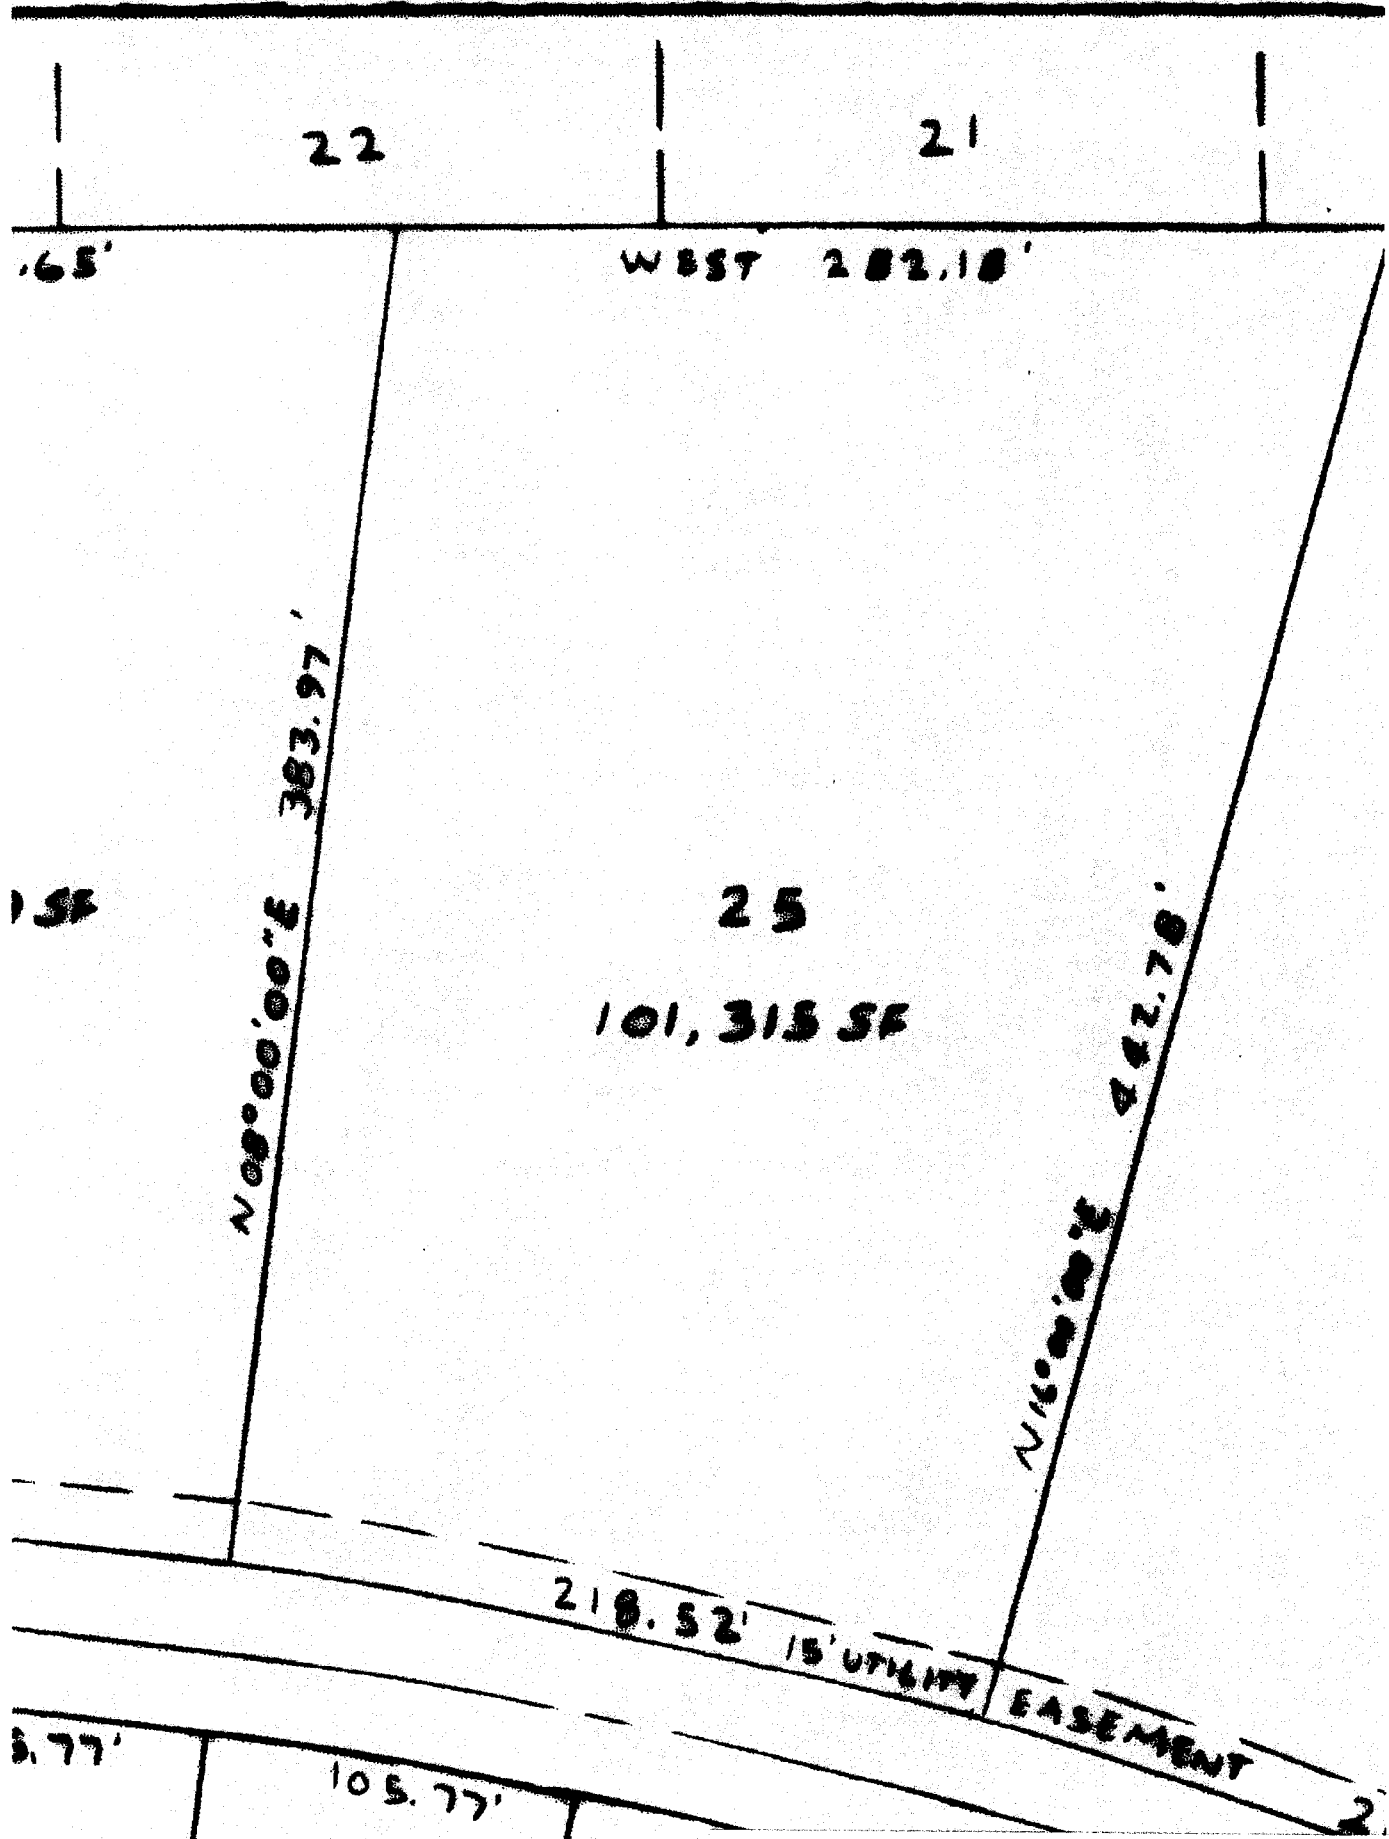 22
21
.65'
WEST 282.18'
N08°00'00"E 383.97'
SF
25
101,315 SF
N16°00'00"E 442.78'
218.52'
15' UTILITY EASEMENT
.77'
105.77'
2.